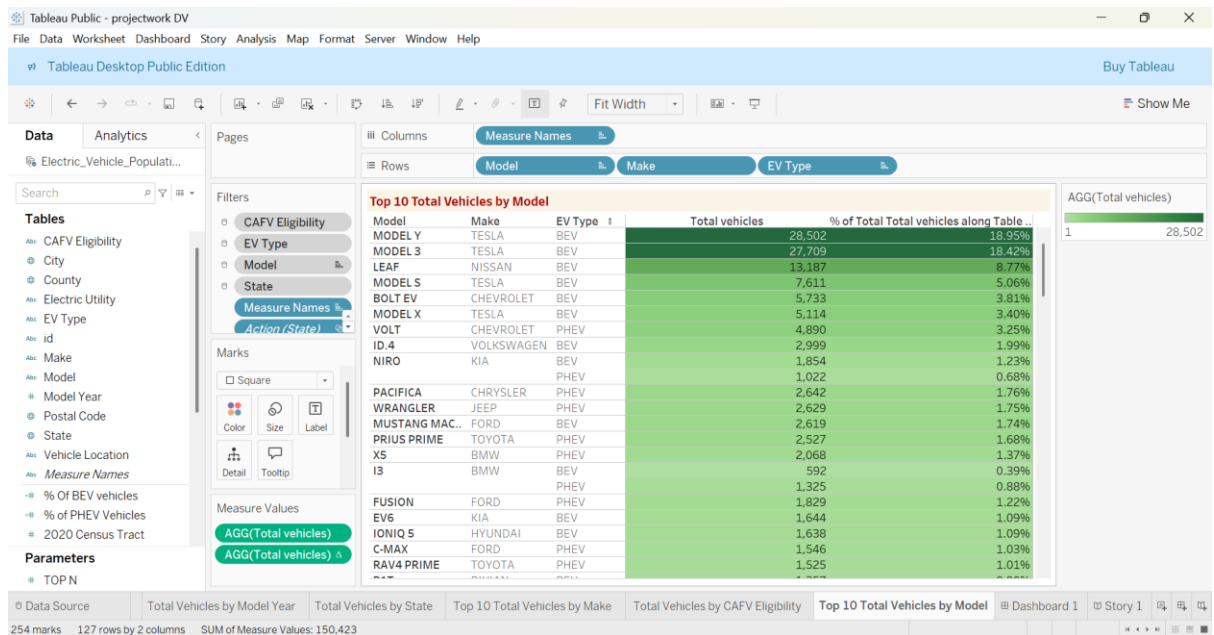 Tableau Public - projectwork DV
File Data Worksheet Dashboard Story Analysis Map Format Server Window Help
Tableau Desktop Public Edition Buy Tableau
Fit Width Show Me
Data Analytics
Electric_Vehicle_Populati...
Search
Tables
CAFV Eligibility
City
County
Electric Utility
EV Type
id
Make
Model
Model Year
Postal Code
State
Vehicle Location
Measure Names
% Of BEV vehicles
% of PHEV Vehicles
2020 Census Tract
Parameters
TOP N
Pages
Filters
CAFV Eligibility
EV Type
Model
State
Measure Names
Action (State)
Marks
Square
Color Size Label
Detail Tooltip
Measure Values
AGG(Total vehicles)
AGG(Total vehicles) Δ
Columns Measure Names
Rows Model Make EV Type
Top 10 Total Vehicles by Model
Model Make EV Type Total vehicles % of Total Total vehicles along Table ..
MODEL Y TESLA BEV 28,502 18.95%
MODEL 3 TESLA BEV 27,709 18.42%
LEAF NISSAN BEV 13,187 8.77%
MODEL S TESLA BEV 7,611 5.06%
BOLT EV CHEVROLET BEV 5,733 3.81%
MODEL X TESLA BEV 5,114 3.40%
VOLT CHEVROLET PHEV 4,890 3.25%
ID.4 VOLKSWAGEN BEV 2,999 1.99%
NIRO KIA BEV 1,854 1.23%
PHEV 1,022 0.68%
PACIFICA CHRYSLER PHEV 2,642 1.76%
WRANGLER JEEP PHEV 2,629 1.75%
MUSTANG MAC.. FORD BEV 2,619 1.74%
PRIUS PRIME TOYOTA PHEV 2,527 1.68%
X5 BMW PHEV 2,068 1.37%
I3 BMW BEV 592 0.39%
PHEV 1,325 0.88%
FUSION FORD PHEV 1,829 1.22%
EV6 KIA BEV 1,644 1.09%
IONIQ 5 HYUNDAI BEV 1,638 1.09%
C-MAX FORD PHEV 1,546 1.03%
RAV4 PRIME TOYOTA PHEV 1,525 1.01%
AGG(Total vehicles)
1 28,502
Data Source Total Vehicles by Model Year Total Vehicles by State Top 10 Total Vehicles by Make Total Vehicles by CAFV Eligibility Top 10 Total Vehicles by Model Dashboard 1 Story 1
254 marks 127 rows by 2 columns SUM of Measure Values: 150,423